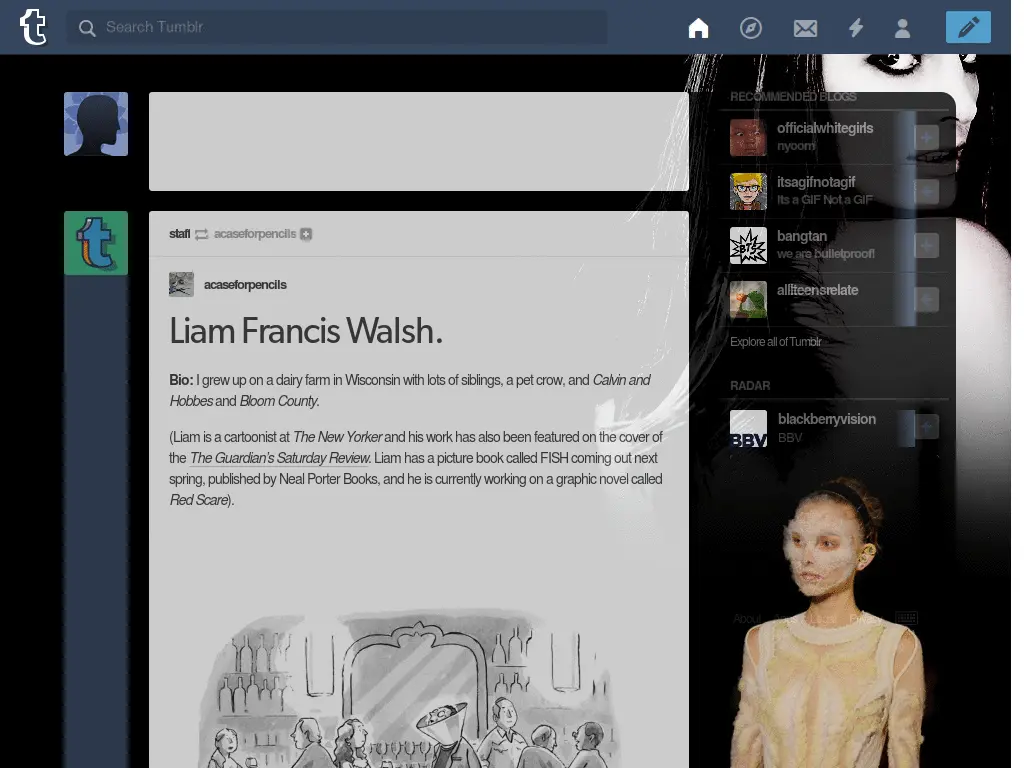 Search Tumblr
RECOMMENDED BLOGS
officialwhitegirls
nyoom
itsagifnotagif
Its a GIF Not a GIF
bangtan
we are bulletproof!
allteensrelate
Explore all of Tumblr
RADAR
blackberryvision
BBV
BBV
About
staff acaseforpencils
acaseforpencils
Liam Francis Walsh.
Bio: I grew up on a dairy farm in Wisconsin with lots of siblings, a pet crow, and Calvin and
Hobbes and Bloom County.
(Liam is a cartoonist at The New Yorker and his work has also been featured on the cover of
the The Guardian's Saturday Review. Liam has a picture book called FISH coming out next
spring, published by Neal Porter Books, and he is currently working on a graphic novel called
Red Scare).